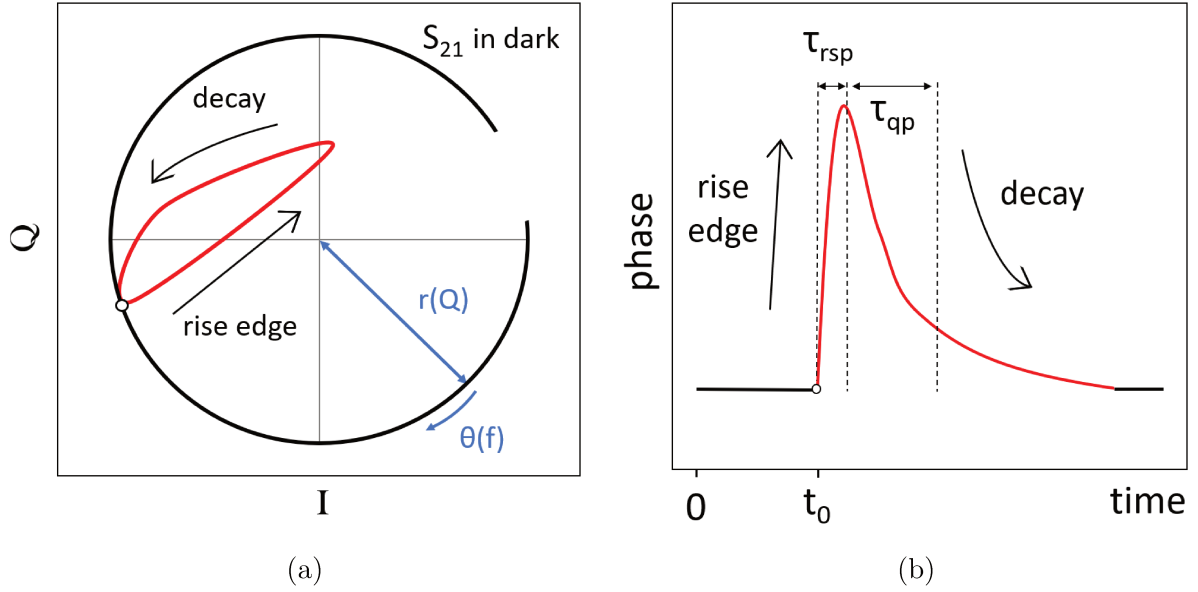 S21 in dark
decay
rise edge
r(Q)
θ(f)
Q
I
(a)
τrsp
τqp
rise
edge
decay
phase
0
t0
time
(b)